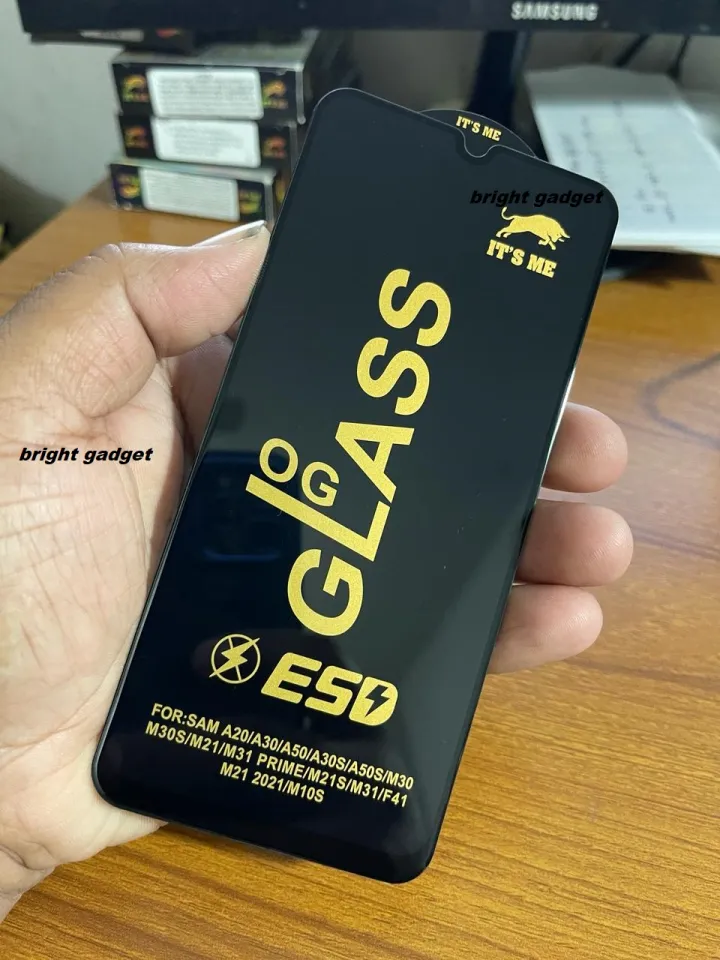 SAMSUNG
IT'S ME
bright gadget
IT'S ME
OG
GLASS
bright gadget
ESD
FOR:SAM A20/A30/A50/A30S/A50S/M30
M30S/M21/M31 PRIME/M21S/M31/F41
M21 2021/M10S